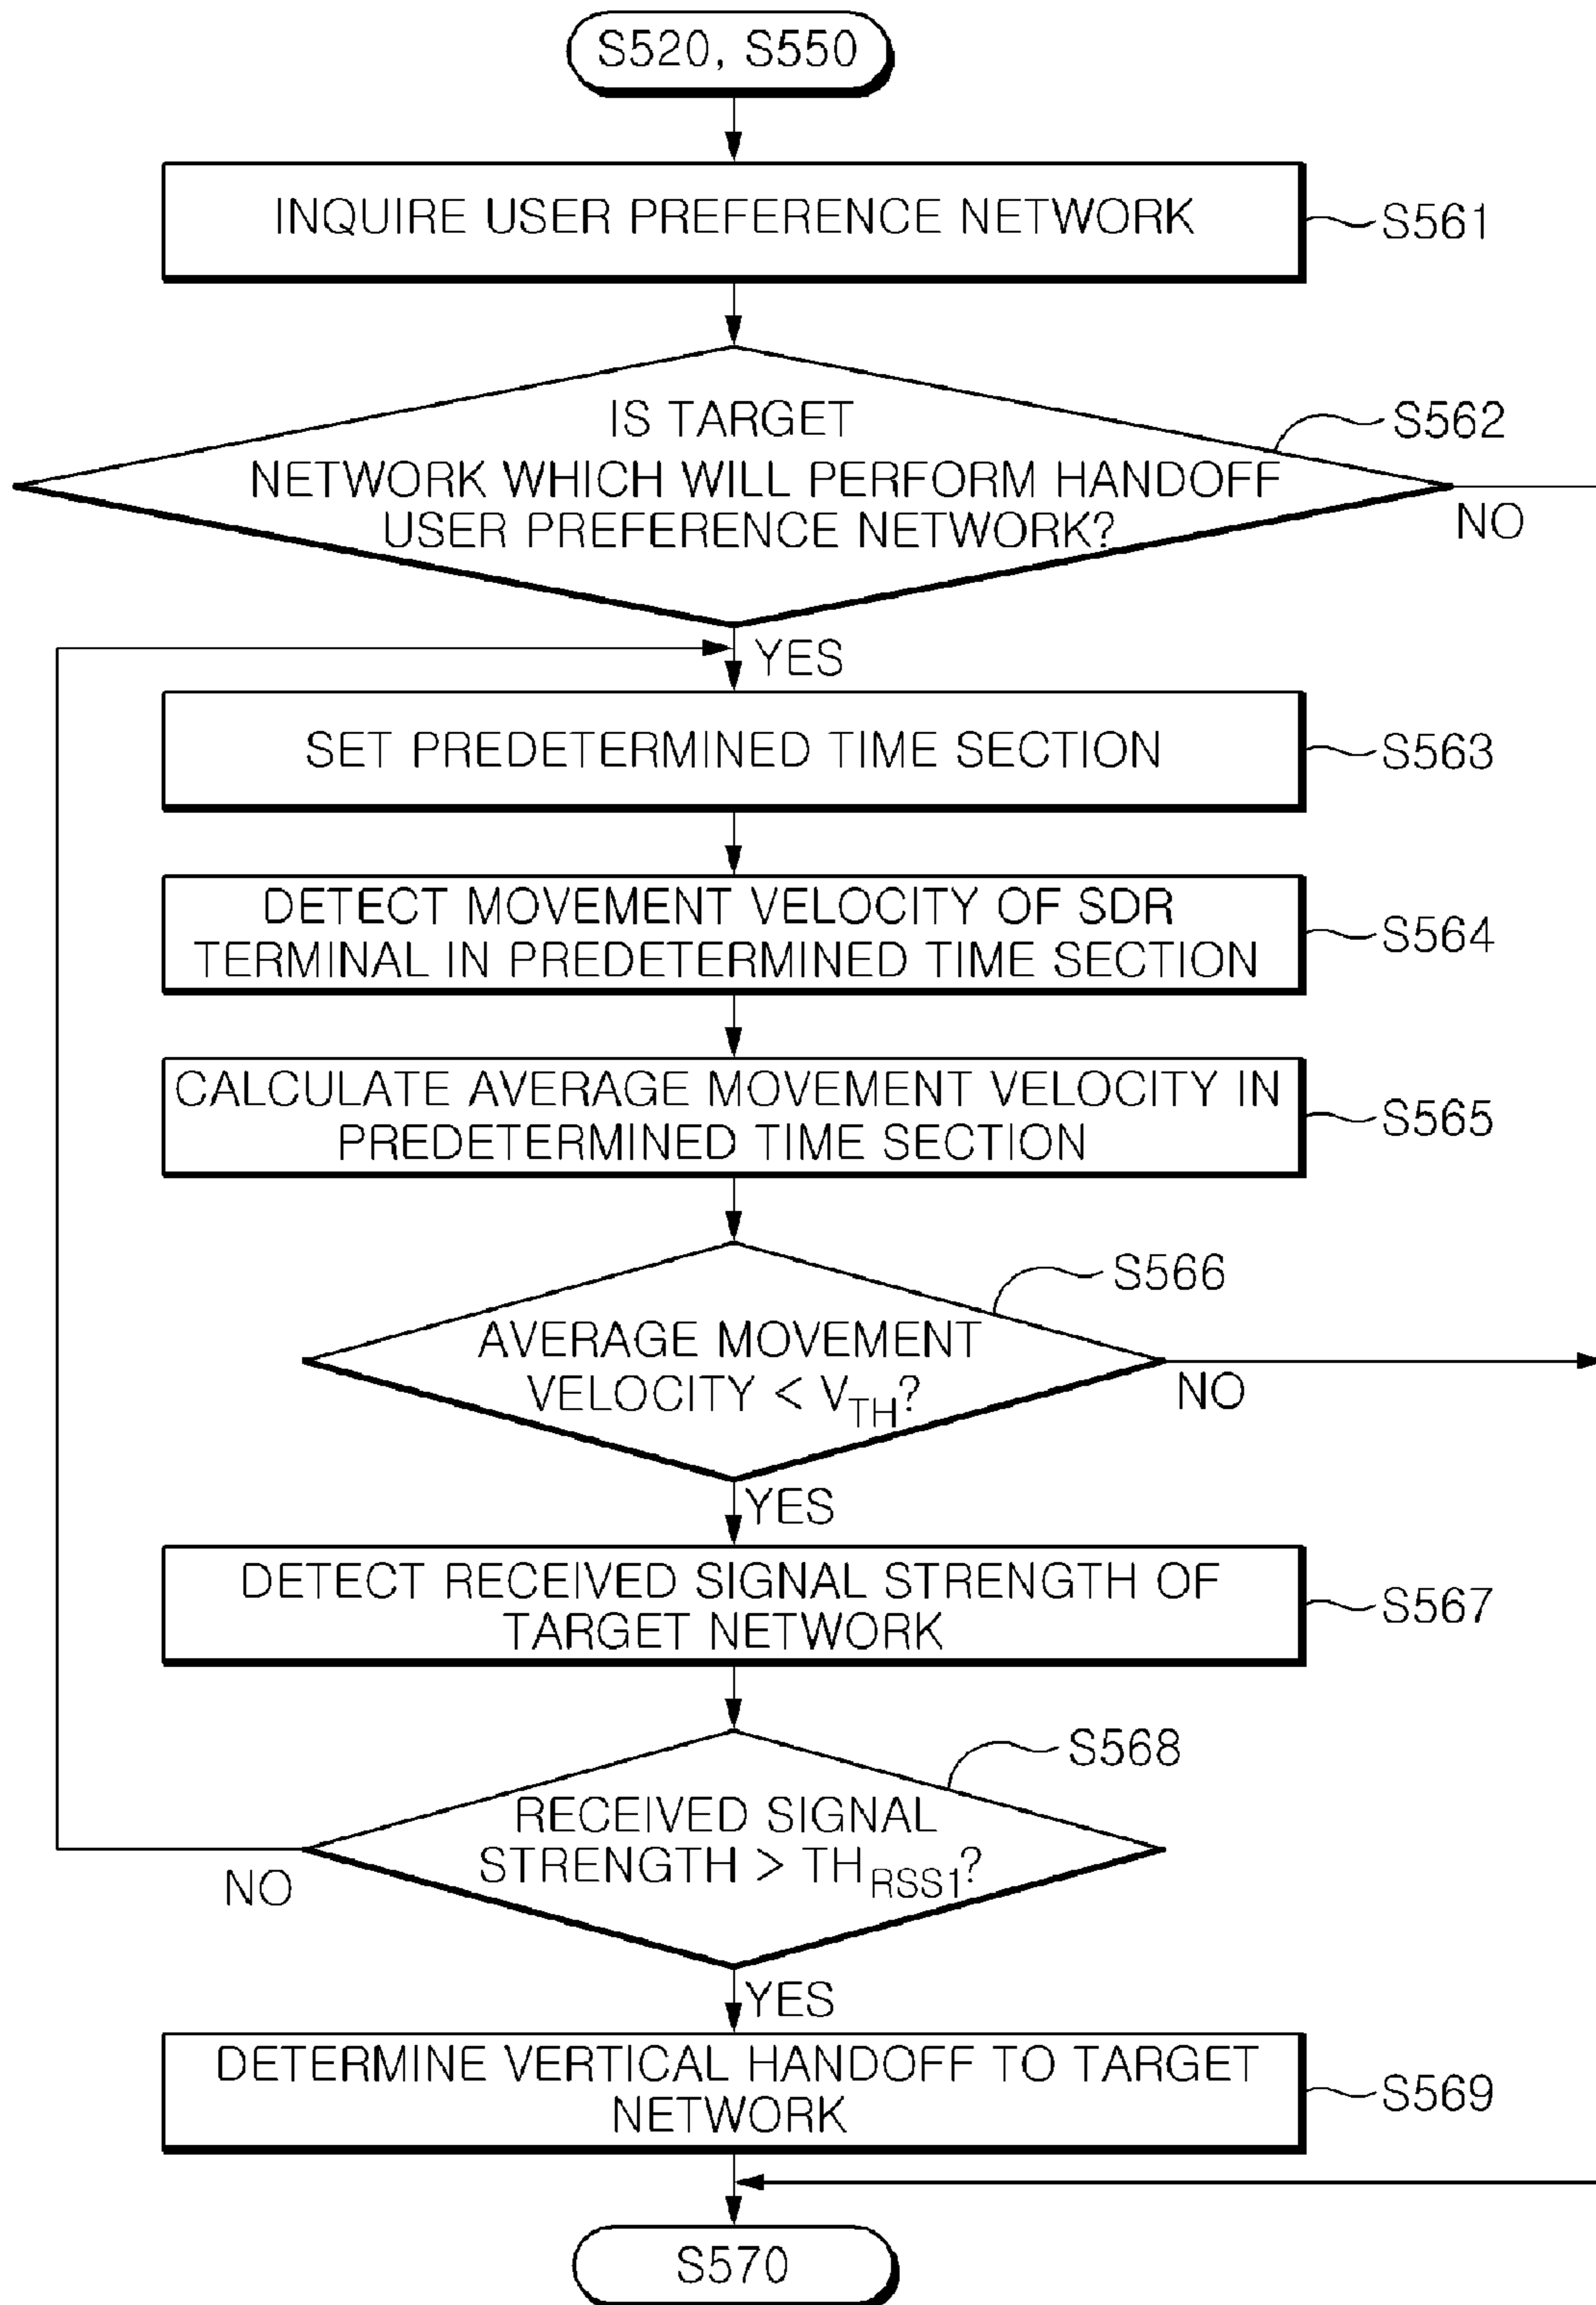 S520, S550
INQUIRE USER PREFERENCE NETWORK
S561
IS TARGET
S562
NETWORK WHICH WILL PERFORM HANDOFF
USER PREFERENCE NETWORK?
NO
YES
SET PREDETERMINED TIME SECTION
S563
DETECT MOVEMENT VELOCITY OF SDR
TERMINAL IN PREDETERMINED TIME SECTION
S564
CALCULATE AVERAGE MOVEMENT VELOCITY IN
PREDETERMINED TIME SECTION
S565
S566
AVERAGE MOVEMENT
VELOCITY < V_TH?
NO
YES
DETECT RECEIVED SIGNAL STRENGTH OF
TARGET NETWORK
S567
S568
RECEIVED SIGNAL
STRENGTH > TH_RSS1?
NO
YES
DETERMINE VERTICAL HANDOFF TO TARGET
NETWORK
S569
S570